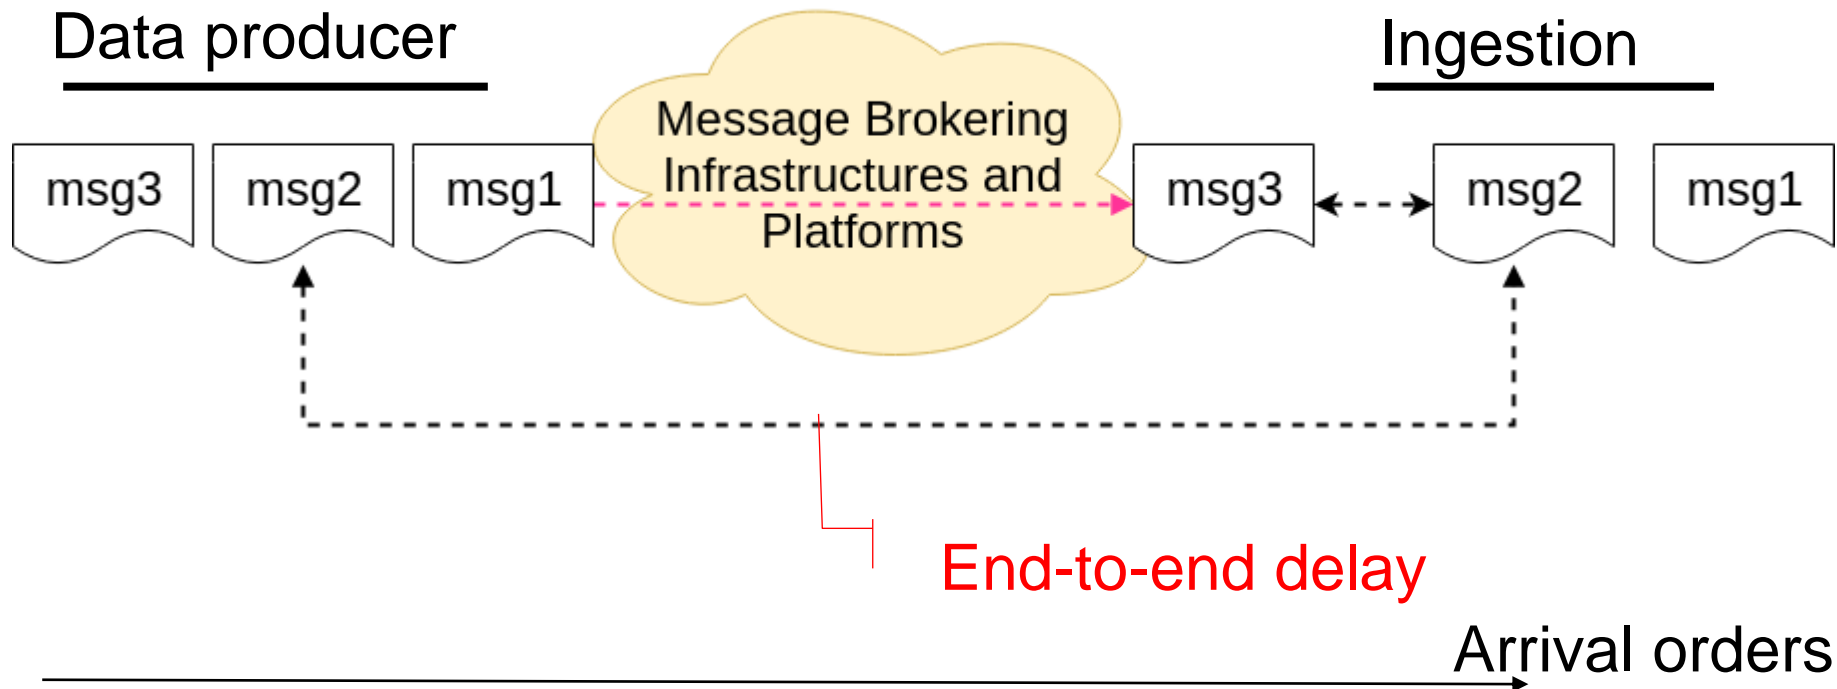 Data producer
Ingestion
Message Brokering
Infrastructures and
Platforms
msg3
msg2
msg1
msg3
msg2
msg1
End-to-end delay
Arrival orders